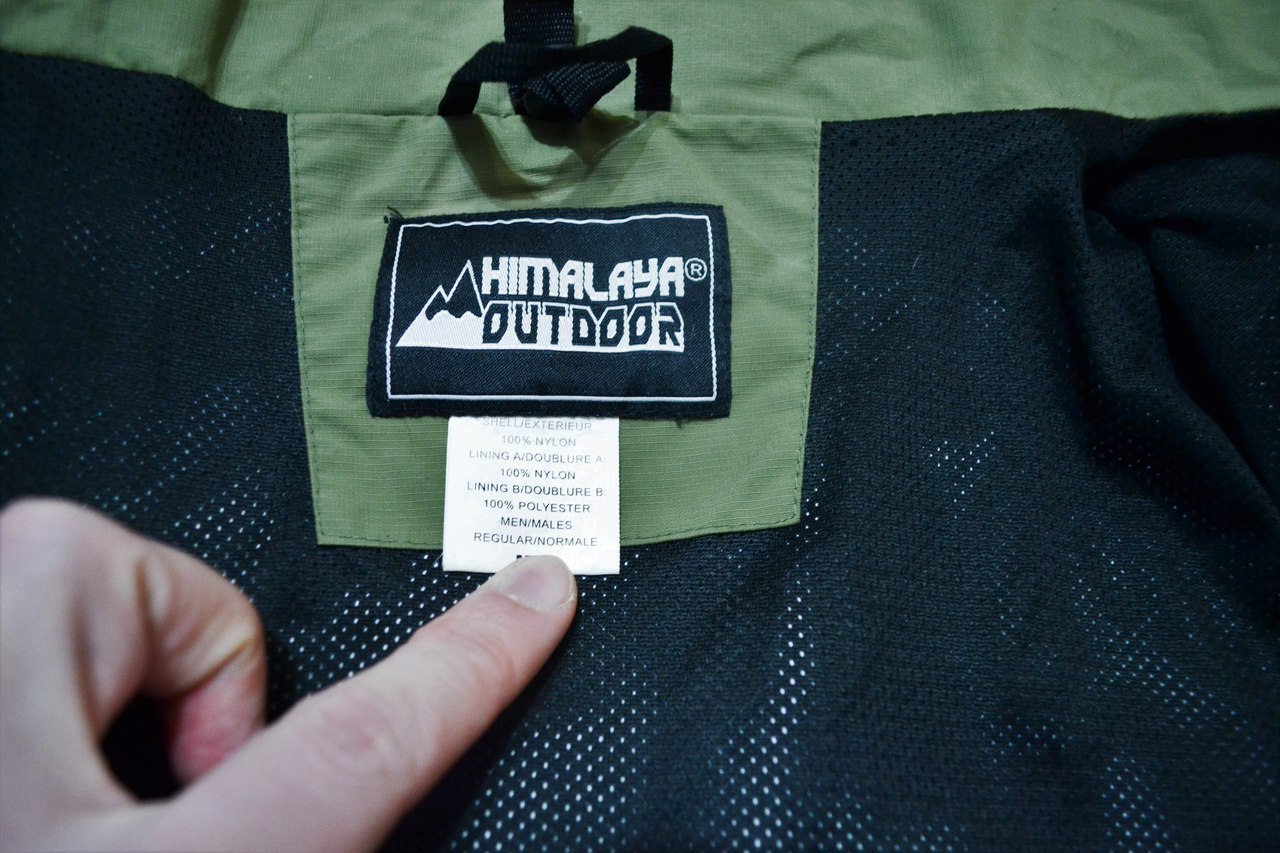 HIMALAYA®
OUTDOOR
SHELL/EXTERIEUR
100% NYLON
LINING A/DOUBLURE A:
100% NYLON
LINING B/DOUBLURE B:
100% POLYESTER
MEN/MALES
REGULAR/NORMALE